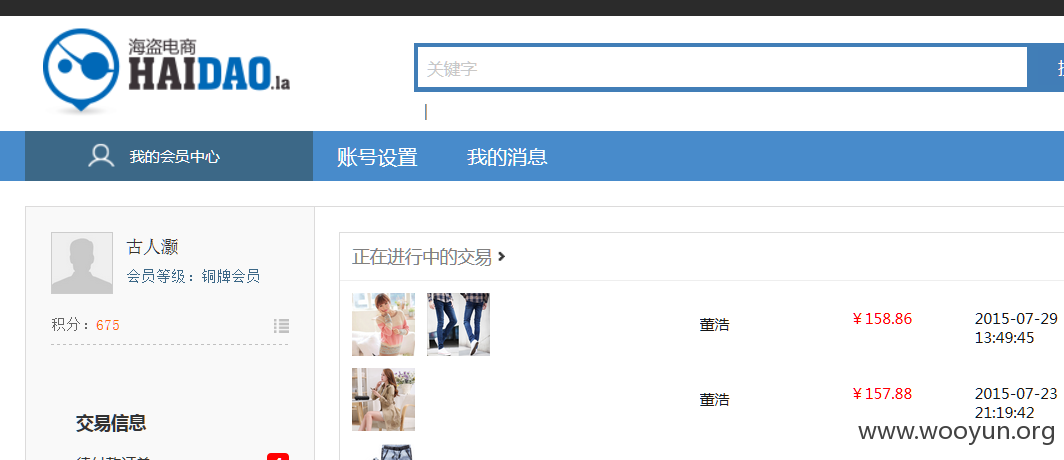 海盗电商
HAIDAO.la
关键字
|
我的会员中心
账号设置
我的消息
古人灏
会员等级：铜牌会员
积分：675
正在进行中的交易
董浩
￥158.86
2015-07-29
13:49:45
董浩
￥157.88
2015-07-23
21:19:42
交易信息
www.wooyun.org